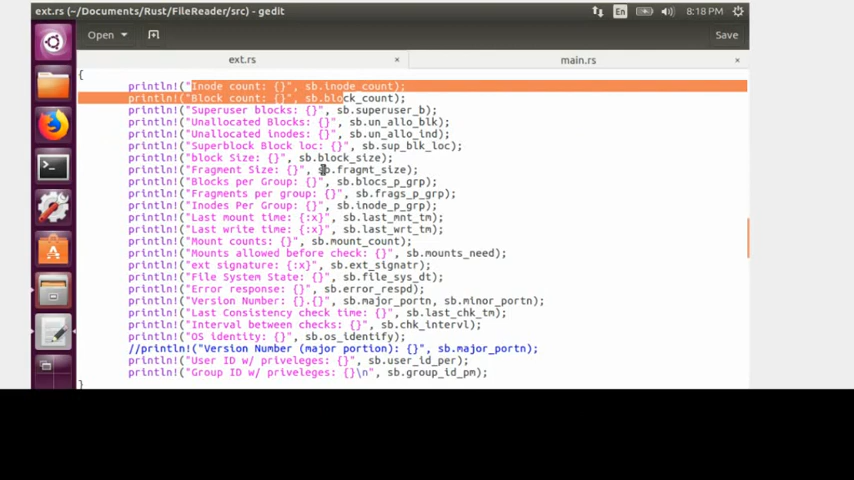 ext.rs (~/Documents/Rust/FileReader/src) - gedit
En
8:18 PM
Open
Save
ext.rs
×
main.rs
×
{
println!("Inode count: {}", sb.inode_count);
println!("Block count: {}", sb.block_count);
println!("Superuser blocks: {}", sb.superuser_b);
println!("Unallocated Blocks: {}", sb.un_allo_blk);
println!("Unallocated inodes: {}", sb.un_allo_ind);
println!("Superblock Block loc: {}", sb.sup_blk_loc);
println!("block Size: {}", sb.block_size);
println!("Fragment Size: {}", sb.fragmt_size);
println!("Blocks per Group: {}", sb.blocs_p_grp);
println!("Fragments per group: {}", sb.frags_p_grp);
println!("Inodes Per Group: {}", sb.inode_p_grp);
println!("Last mount time: {:x}", sb.last_mnt_tm);
println!("Last write time: {:x}", sb.last_wrt_tm);
println!("Mount counts: {}", sb.mount_count);
println!("Mounts allowed before check: {}", sb.mounts_need);
println!("ext signature: {:x}", sb.ext_signatr);
println!("File System State: {}", sb.file_sys_dt);
println!("Error response: {}", sb.error_respd);
println!("Version Number: {}.{}", sb.major_portn, sb.minor_portn);
println!("Last Consistency check time: {}", sb.last_chk_tm);
println!("Interval between checks: {}", sb.chk_intervl);
println!("OS identity: {}", sb.os_identify);
//println!("Version Number (major portion): {}", sb.major_portn);
println!("User ID w/ priveleges: {}", sb.user_id_per);
println!("Group ID w/ priveleges: {}\n", sb.group_id_pm);
}